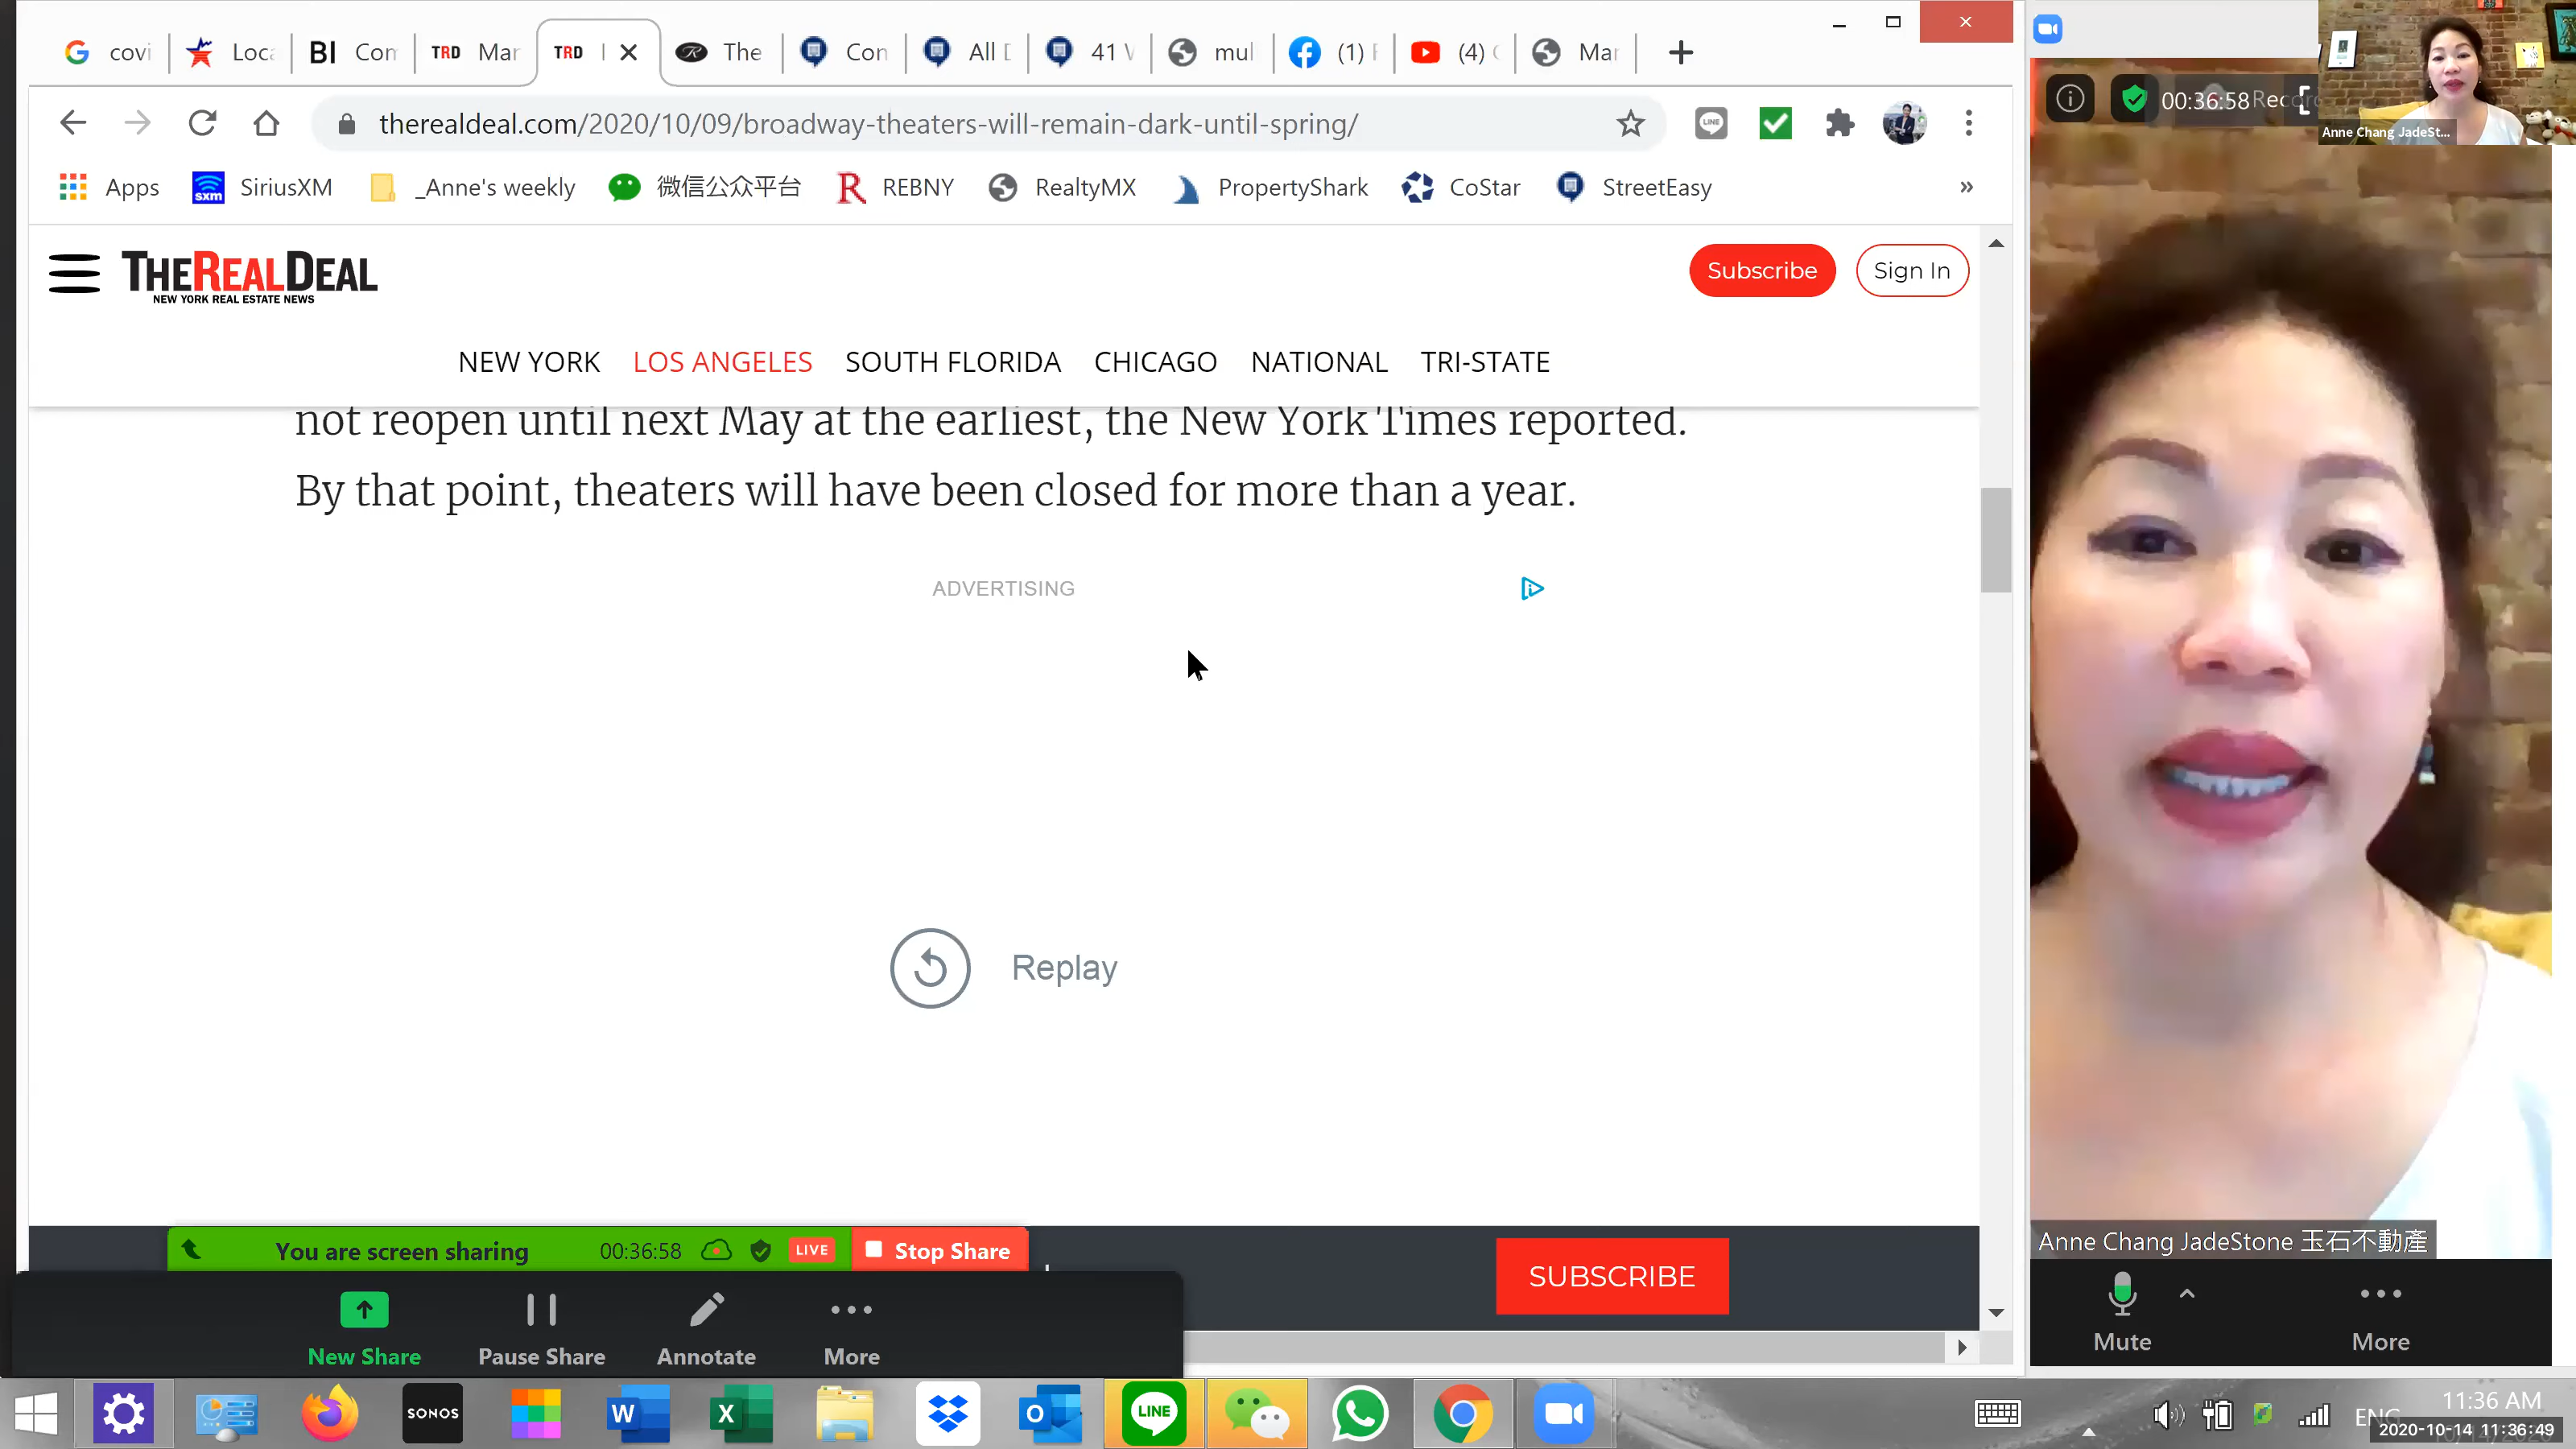 covi
Loca
BI
Com
TRD
Mar
TRD
The
Con
All D
41 W
mul
(1) F
(4)
Mar
therealdeal.com/2020/10/09/broadway-theaters-will-remain-dark-until-spring/
LINE
Apps
sxm
SiriusXM
_Anne's weekly
微信公众平台
R
REBNY
RealtyMX
PropertyShark
CoStar
StreetEasy
»
THEREALDEAL
NEW YORK REAL ESTATE NEWS
Subscribe
Sign In
NEW YORK
LOS ANGELES
SOUTH FLORIDA
CHICAGO
NATIONAL
TRI-STATE
not reopen until next May at the earliest, the New York Times reported.
By that point, theaters will have been closed for more than a year.
ADVERTISING
Replay
SUBSCRIBE
You are screen sharing
00:36:58
LIVE
Stop Share
New Share
Pause Share
Annotate
More
00:36:58
Anne Chang JadeSt...
Anne Chang JadeStone 玉石不動產
Mute
More
SONOS
W
X
O
LINE
11:36 AM
2020-10-14 11:36:49